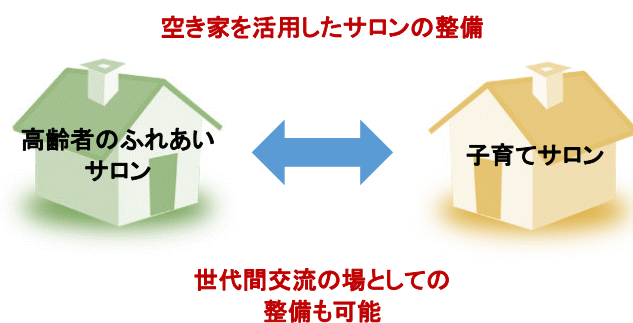 空き家を活用したサロンの整備
高齢者のふれあい
サロン
子育てサロン
世代間交流の場としての
整備も可能